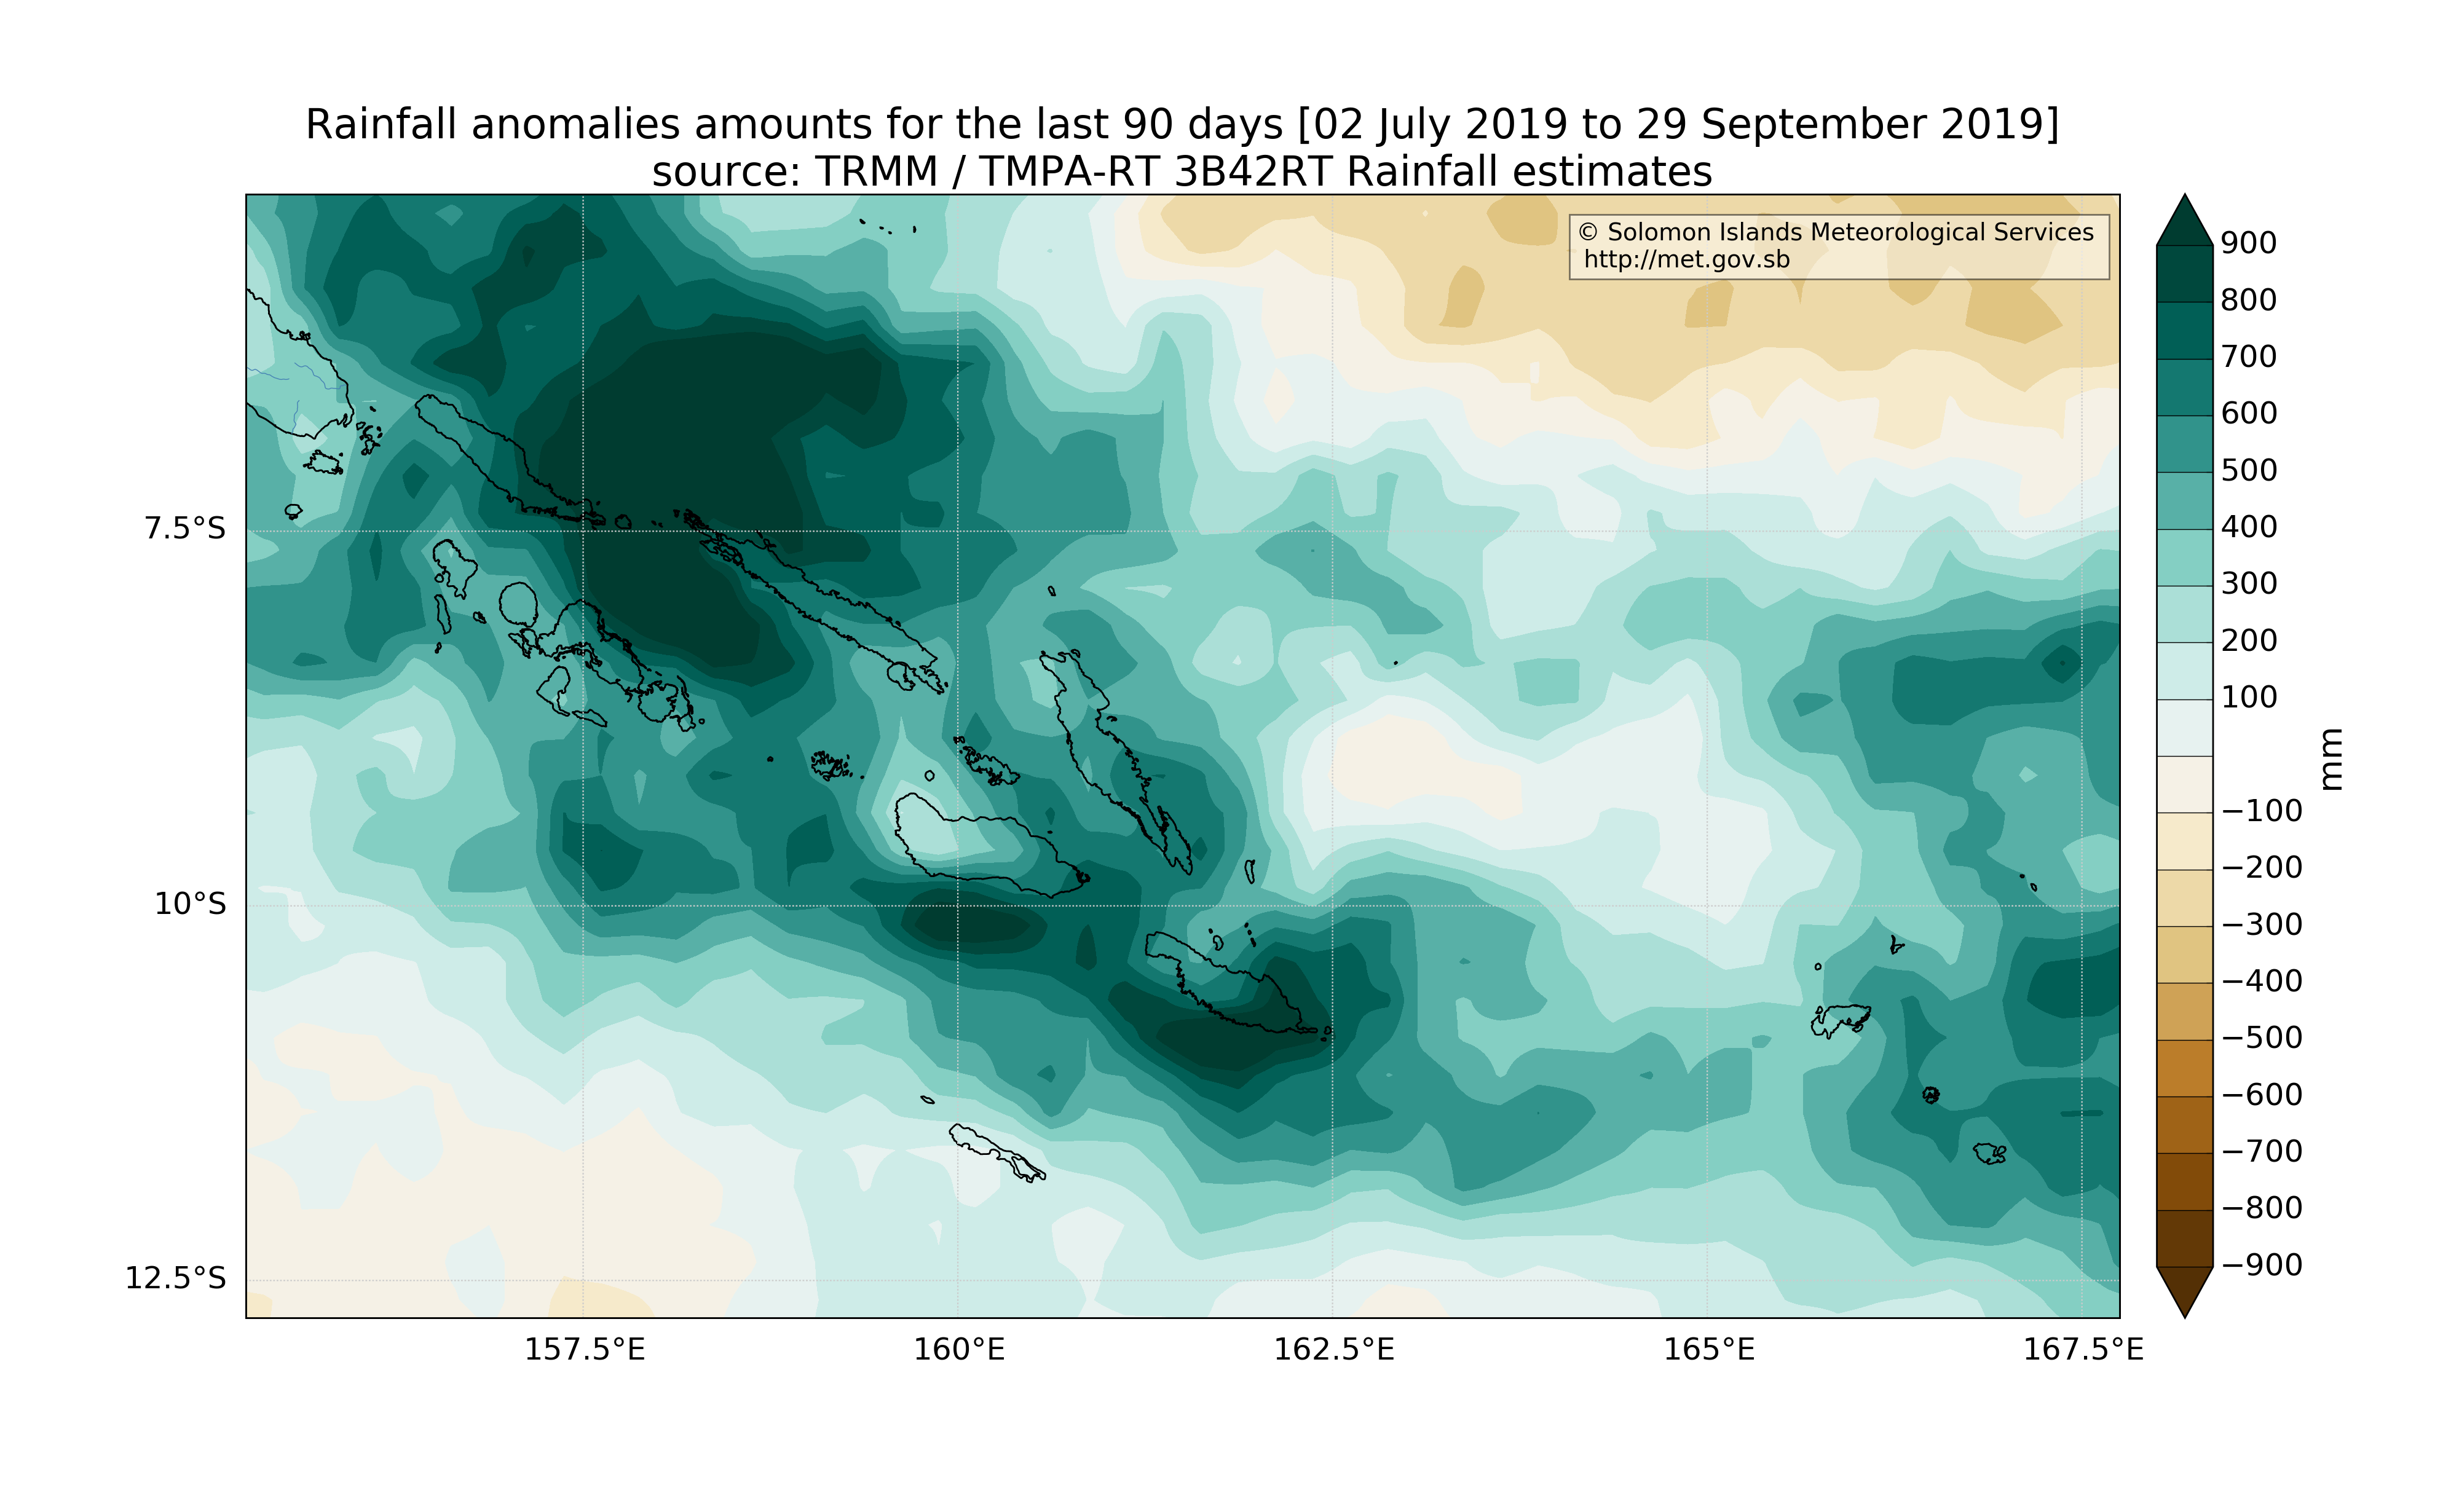 Rainfall anomalies amounts for the last 90 days [02 July 2019 to 29 September 2019]
source: TRMM / TMPA-RT 3B42RT Rainfall estimates
© Solomon Islands Meteorological Services
http://met.gov.sb
7.5°S
10°S
12.5°S
157.5°E
160°E
162.5°E
165°E
167.5°E
900
800
700
600
500
400
300
200
100
−100
−200
−300
−400
−500
−600
−700
−800
−900
mm